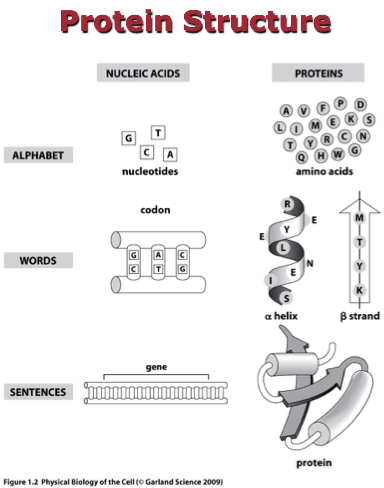 Protein Structure
NUCLEIC ACIDS
PROTEINS
ALPHABET
G T
C A
nucleotides
A V F P D
L I M E K S
T Y R C N
Q H W G
amino acids
WORDS
codon
G A C
C T G
R
E
Y
E
L
N
E
I
S
α helix
M
T
Y
K
β strand
SENTENCES
gene
protein
Figure 1.2 Physical Biology of the Cell (© Garland Science 2009)